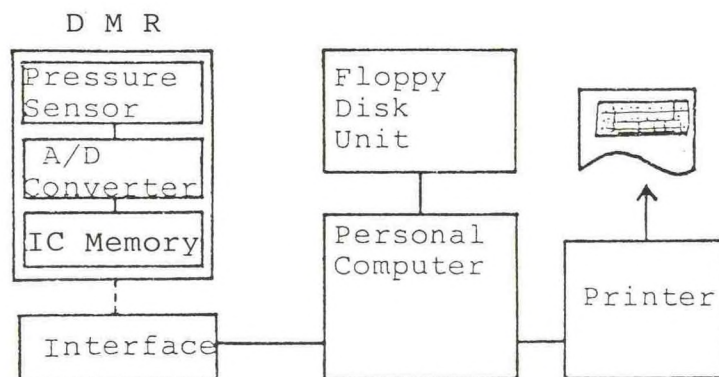 D M R
Pressure
Sensor
A/D
Converter
IC Memory
Interface
Floppy
Disk
Unit
Personal
Computer
Printer